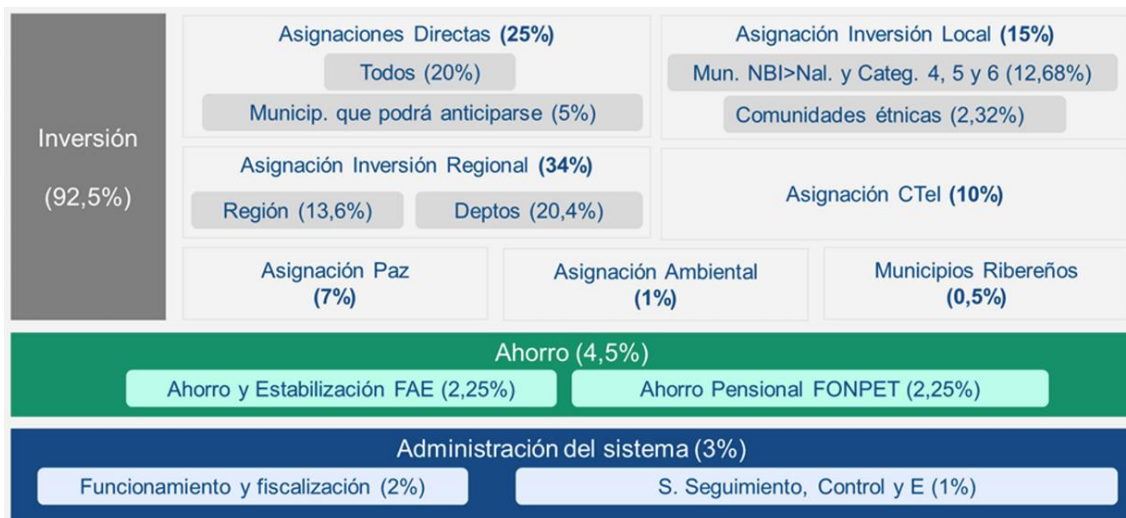 Inversión
(92,5%)
Asignaciones Directas (25%)
Todos (20%)
Municip. que podrá anticiparse (5%)
Asignación Inversión Local (15%)
Mun. NBI>Nal. y Categ. 4, 5 y 6 (12,68%)
Comunidades étnicas (2,32%)
Asignación Inversión Regional (34%)
Región (13,6%)
Deptos (20,4%)
Asignación CTeI (10%)
Asignación Paz
(7%)
Asignación Ambiental
(1%)
Municipios Ribereños
(0,5%)
Ahorro (4,5%)
Ahorro y Estabilización FAE (2,25%)
Ahorro Pensional FONPET (2,25%)
Administración del sistema (3%)
Funcionamiento y fiscalización (2%)
S. Seguimiento, Control y E (1%)